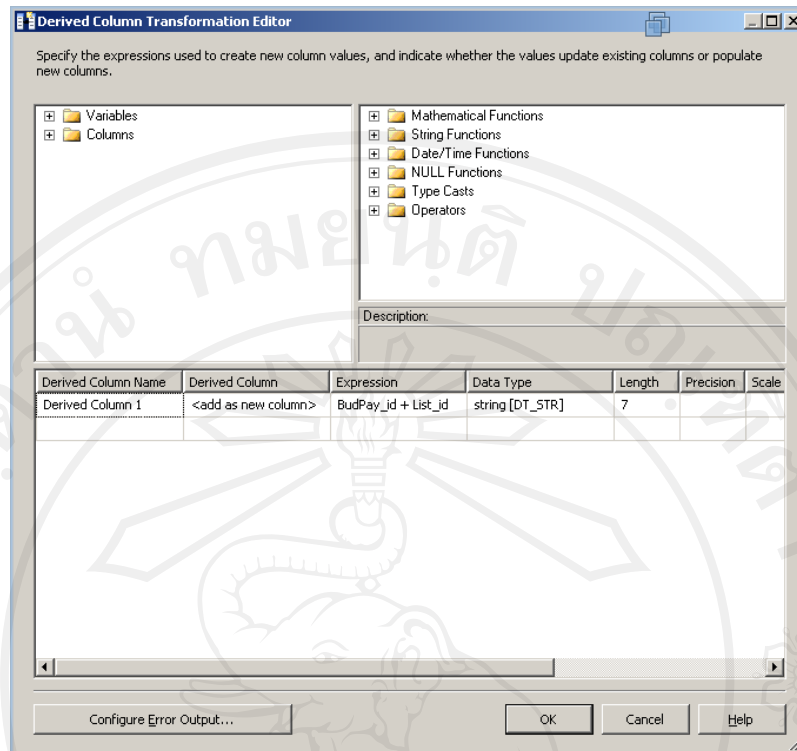 Derived Column Transformation Editor
Specify the expressions used to create new column values, and indicate whether the values update existing columns or populate
new columns.
Variables
Columns
Mathematical Functions
String Functions
Date/Time Functions
NULL Functions
Type Casts
Operators
Description:
Derived Column Name Derived Column Expression Data Type Length Precision Scale
Derived Column 1 <add as new column> BudPay_id + List_id string [DT_STR] 7
Configure Error Output... OK Cancel Help